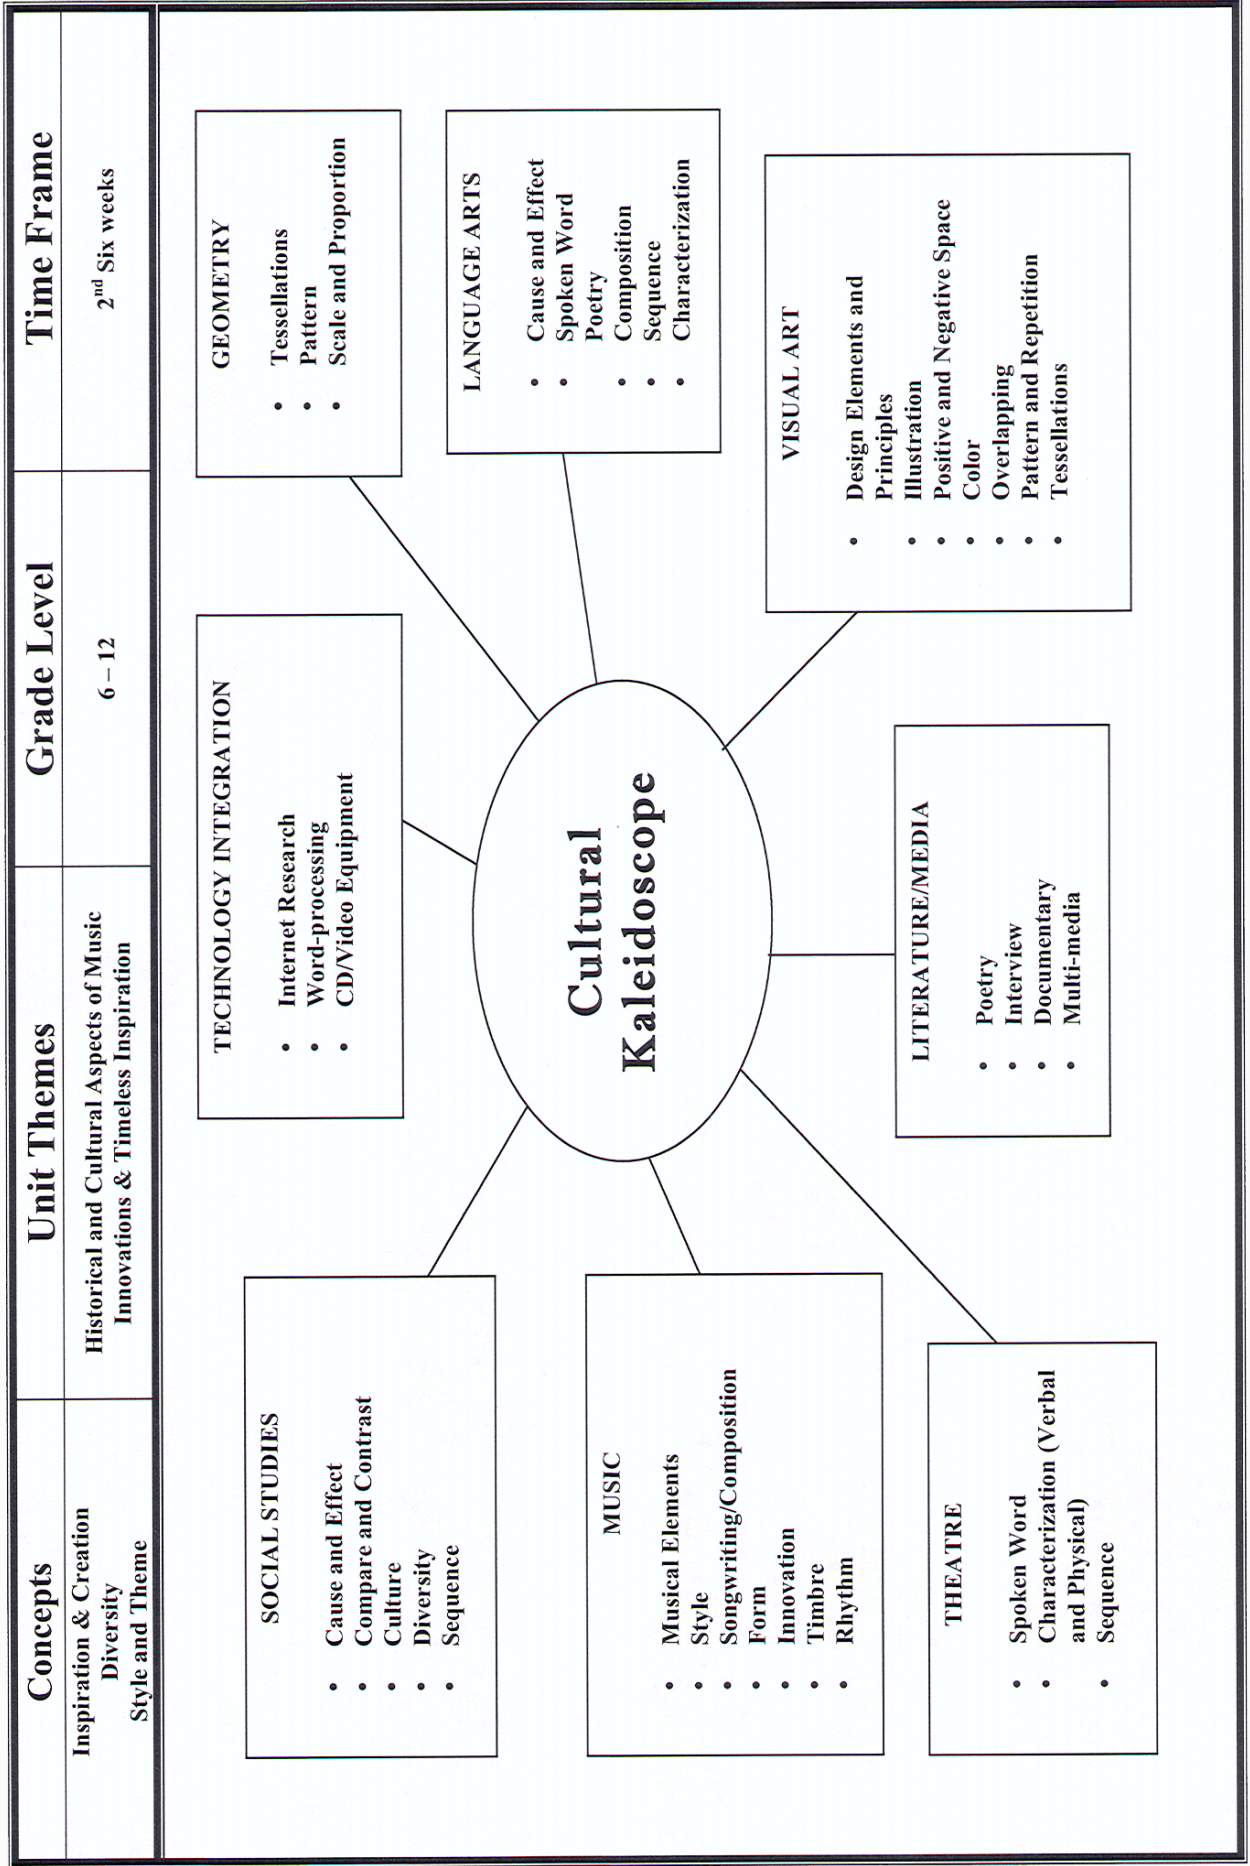 Concepts
Unit Themes
Grade Level
Time Frame
Inspiration & Creation
Diversity
Style and Theme
Historical and Cultural Aspects of Music
Innovations & Timeless Inspiration
6 – 12
2nd Six weeks
SOCIAL STUDIES
• Cause and Effect
• Compare and Contrast
• Culture
• Diversity
• Sequence
TECHNOLOGY INTEGRATION
• Internet Research
• Word-processing
• CD/Video Equipment
GEOMETRY
• Tessellations
• Pattern
• Scale and Proportion
LANGUAGE ARTS
• Cause and Effect
• Spoken Word
Poetry
• Composition
• Sequence
• Characterization
Cultural
Kaleidoscope
MUSIC
• Musical Elements
• Style
• Songwriting/Composition
• Form
• Innovation
• Timbre
• Rhythm
VISUAL ART
• Design Elements and
Principles
• Illustration
• Positive and Negative Space
• Color
• Overlapping
• Pattern and Repetition
• Tessellations
LITERATURE/MEDIA
• Poetry
• Interview
• Documentary
• Multi-media
THEATRE
• Spoken Word
• Characterization (Verbal
and Physical)
• Sequence